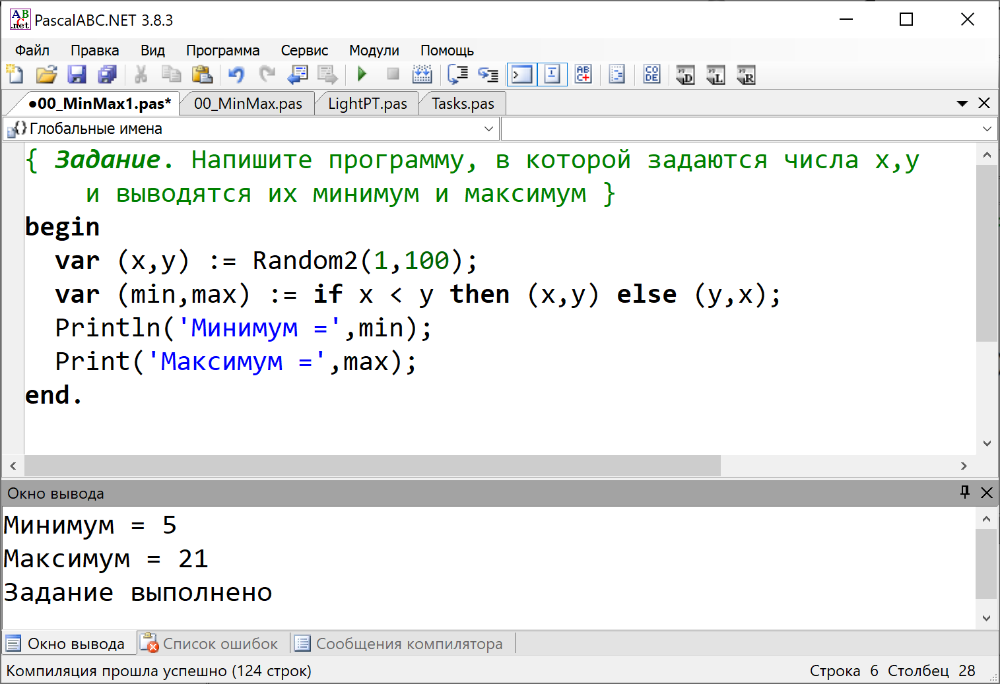 PascalABC.NET 3.8.3
Файл Правка Вид Программа Сервис Модули Помощь
●00_MinMax1.pas* 00_MinMax.pas LightPT.pas Tasks.pas
Глобальные имена
{ Задание. Напишите программу, в которой задаются числа x,y
и выводятся их минимум и максимум }
begin
var (x,y) := Random2(1,100);
var (min,max) := if x < y then (x,y) else (y,x);
Println('Минимум =',min);
Print('Максимум =',max);
end.
Окно вывода
Минимум = 5
Максимум = 21
Задание выполнено
Окно вывода Список ошибок Сообщения компилятора
Компиляция прошла успешно (124 строк) Строка 6 Столбец 28